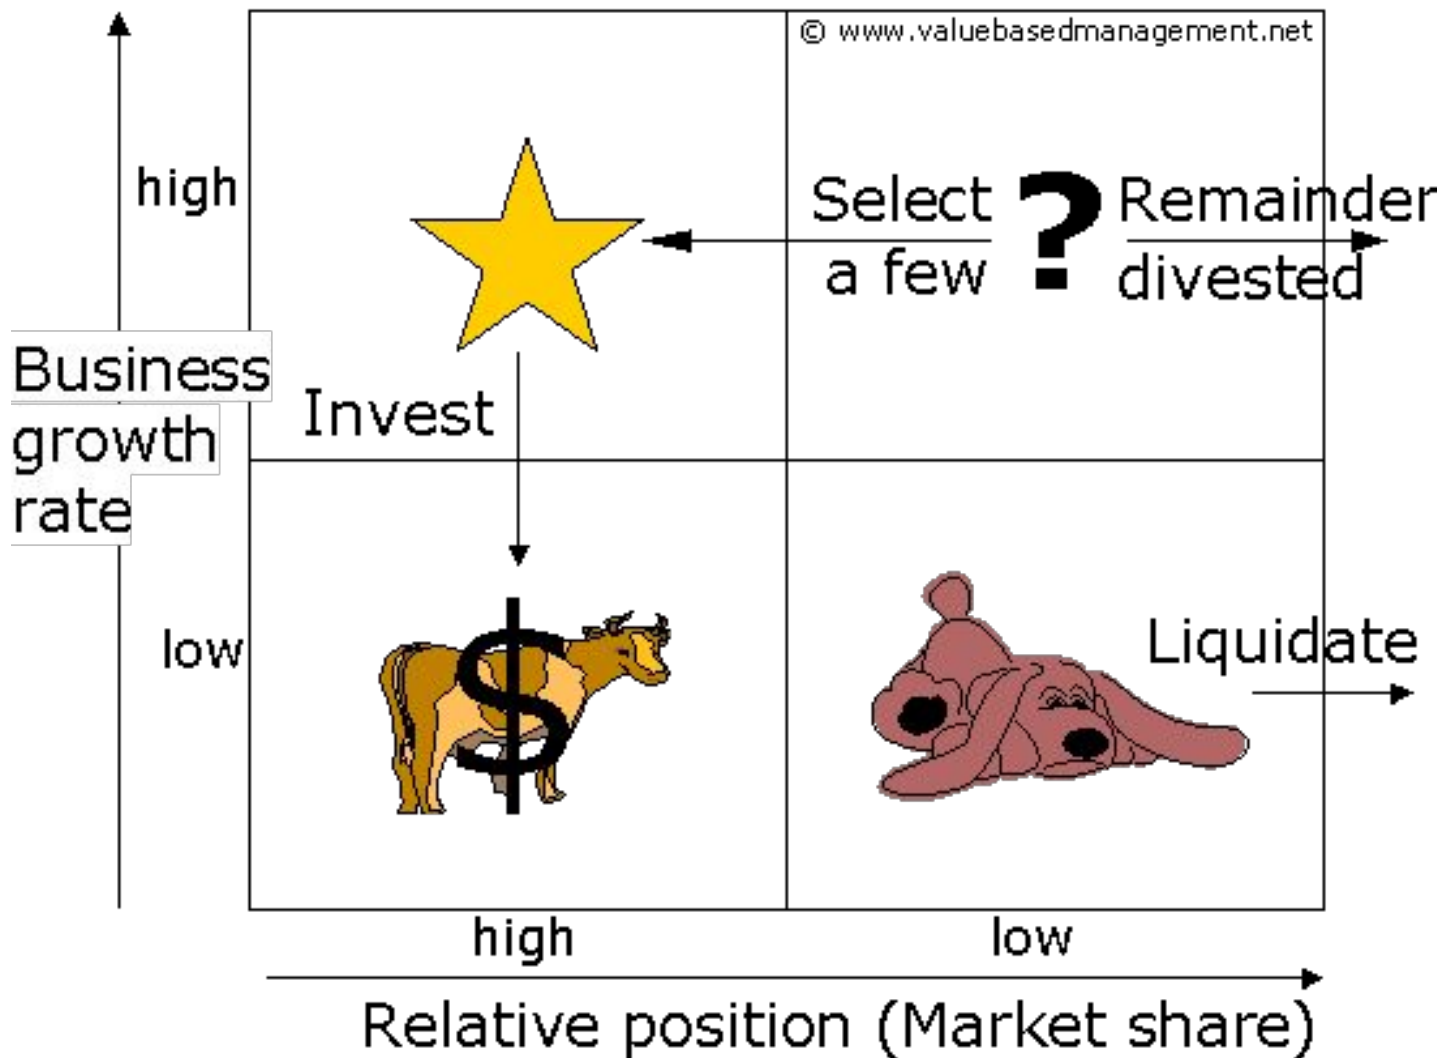 © www.valuebasedmanagement.net
high
Select
a few
?
Remainder
divested
Business
growth
rate
Invest
low
$
Liquidate
high
low
Relative position (Market share)